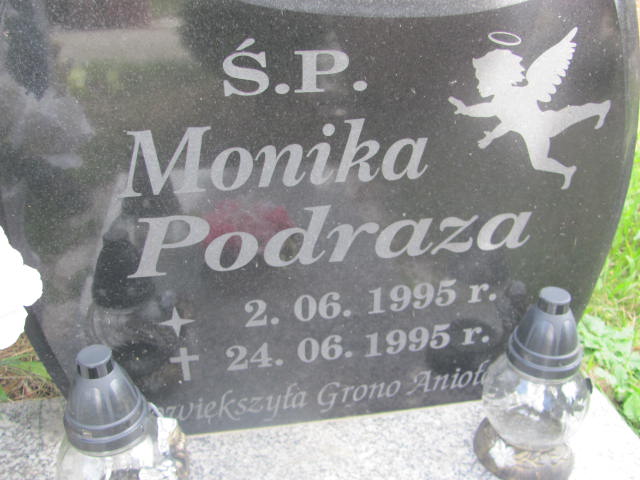 Ś.P.
Monika
Podraza
2. 06. 1995 r.
24. 06. 1995 r.
Grono